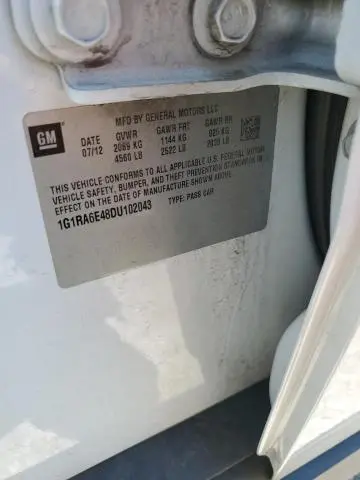 GM
MFD BY GENERAL MOTORS LLC
DATE GVWR GAWR FRT GAWR RR
07/12 2069 KG 1144 KG 925 KG
4560 LB 2522 LB 2039 LB
THIS VEHICLE CONFORMS TO ALL APPLICABLE U.S. FEDERAL MOTOR
VEHICLE SAFETY, BUMPER, AND THEFT PREVENTION STANDARDS IN
EFFECT ON THE DATE OF MANUFACTURE SHOWN ABOVE.
1G1RA6E48DU102043 TYPE: PASS CAR